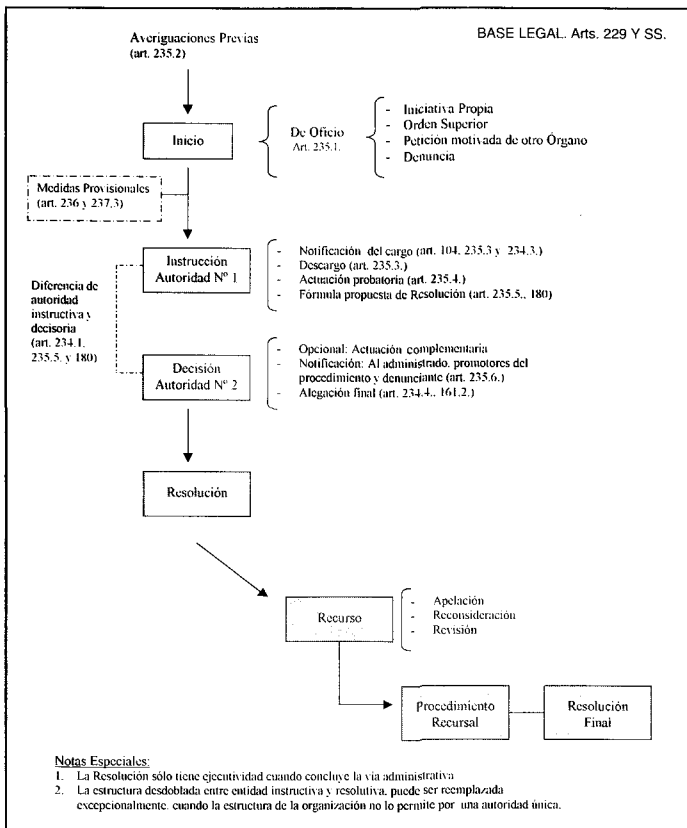 BASE LEGAL. Arts. 229 Y SS.
Averiguaciones Previas
(art. 235.2)
Inicio
De Oficio
Art. 235.1.
- Iniciativa Propia
- Orden Superior
- Petición motivada de otro Órgano
- Denuncia
Medidas Provisionales
(art. 236 y 237.3)
Instrucción
Autoridad Nº 1
- Notificación del cargo (art. 104, 235.3 y 234.3.)
- Descargo (art. 235.3.)
- Actuación probatoria (art. 235.4.)
- Fórmula propuesta de Resolución (art. 235.5., 180)
Diferencia de
autoridad
instructiva y
decisoria
(art. 234.1,
235.5. y 180)
Decisión
Autoridad Nº 2
- Opcional: Actuación complementaria
- Notificación: Al administrado, promotores del
procedimiento y denunciante (art. 235.6.)
- Alegación final (art. 234.4., 161.2.)
Resolución
Recurso
- Apelación
- Reconsideración
- Revisión
Procedimiento
Recursal
Resolución
Final
Notas Especiales:
1. La Resolución sólo tiene ejecutividad cuando concluye la vía administrativa
2. La estructura desdoblada entre entidad instructiva y resolutiva, puede ser reemplazada
excepcionalmente, cuando la estructura de la organización no lo permite por una autoridad única.